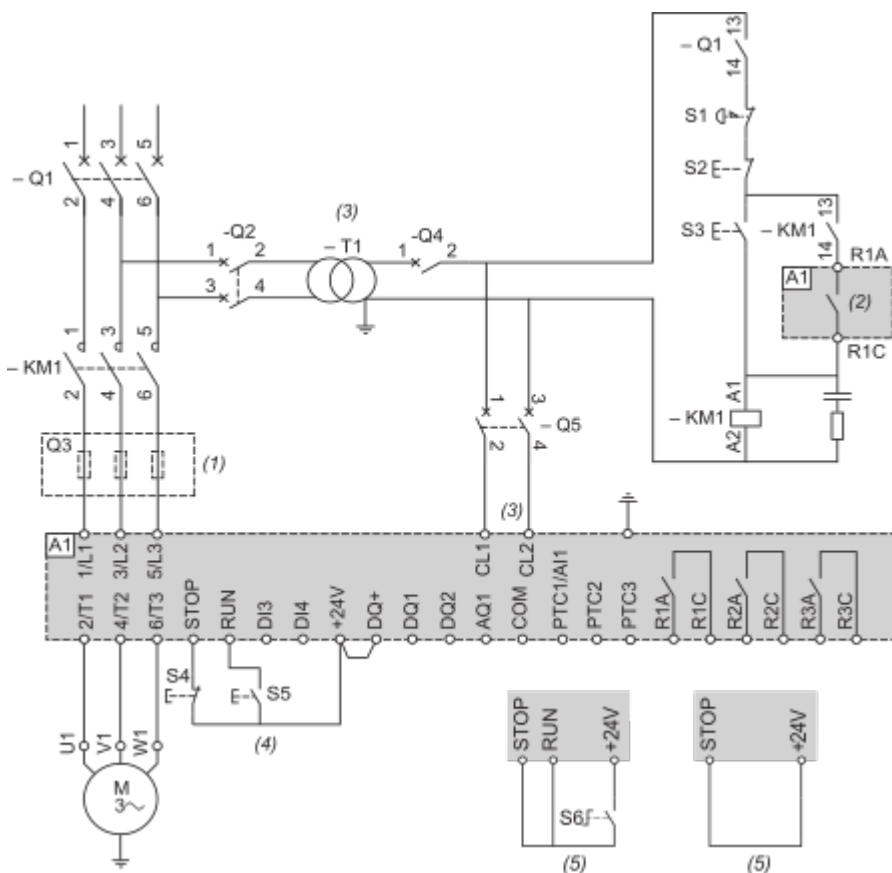 13
– Q1
14
S1
S2
S3
– KM1
13
14
R1A
A1
(2)
R1C
A1
– KM1
A2
1
3
5
– Q1
2
4
6
(3)
-Q2
1
2
3
4
– T1
-Q4
1
2
1
3
5
– KM1
2
4
6
Q3
(1)
1
3
– Q5
2
4
(3)
A1
1/L1
3/L2
5/L3
CL1
CL2
2/T1
4/T2
6/T3
STOP
RUN
DI3
DI4
+24V
DQ+
DQ1
DQ2
AQ1
COM
PTC1/AI1
PTC2
PTC3
R1A
R1C
R2A
R2C
R3A
R3C
S4
S5
(4)
U1
V1
W1
M
3
STOP
RUN
+24V
S6
(5)
STOP
+24V
(5)